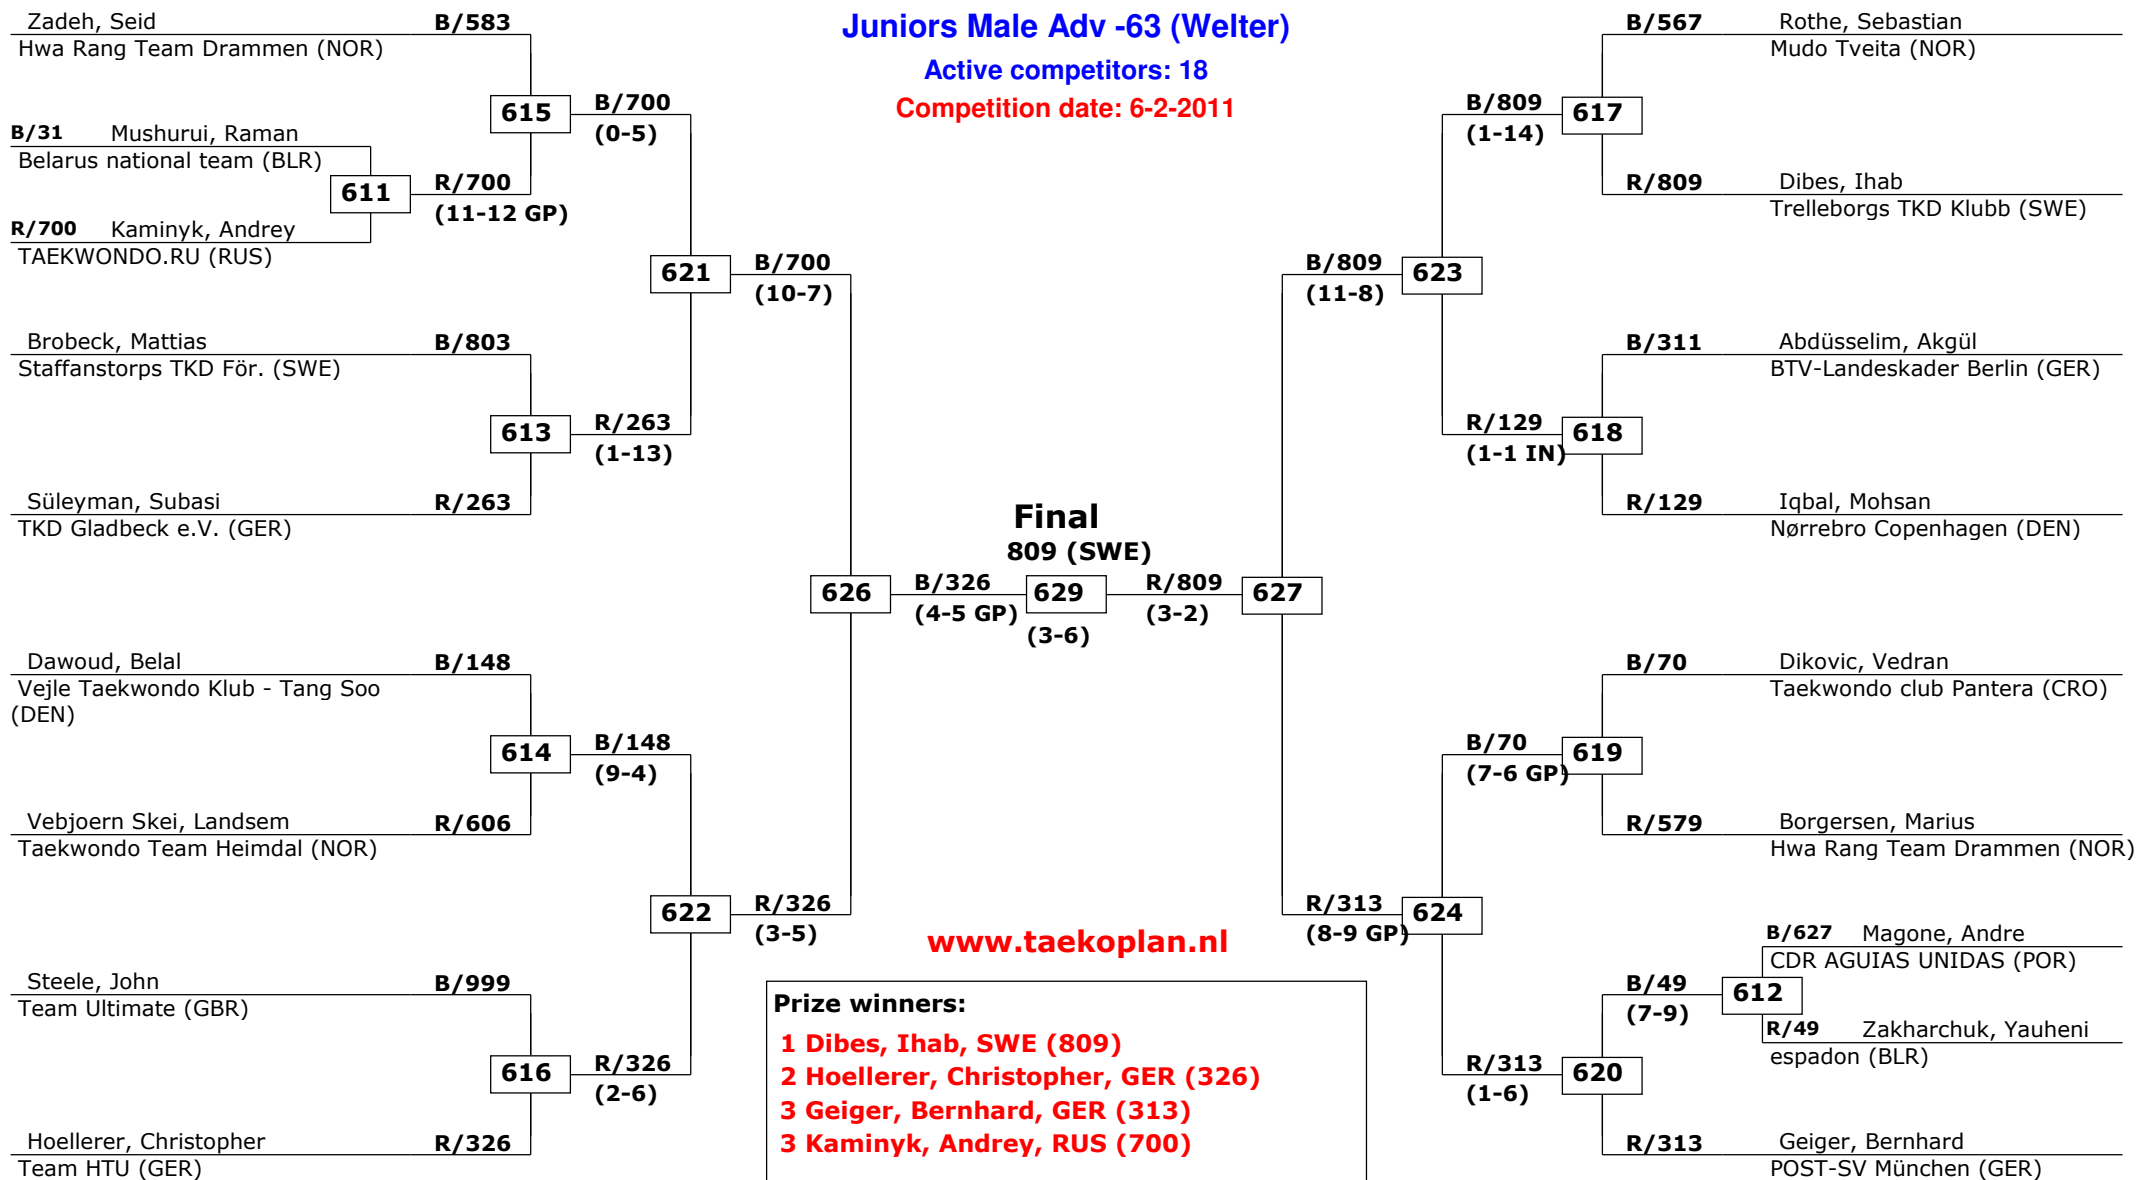 Juniors Male Adv -63 (Welter)
Active competitors: 18
Competition date: 6-2-2011
Zadeh, Seid
B/583
Hwa Rang Team Drammen (NOR)
615
B/700
(0-5)
B/31
Mushurui, Raman
Belarus national team (BLR)
611
R/700
(11-12 GP)
R/700
Kaminyk, Andrey
TAEKWONDO.RU (RUS)
621
B/700
(10-7)
Brobeck, Mattias
B/803
Staffanstorps TKD För. (SWE)
613
R/263
(1-13)
Süleyman, Subasi
R/263
TKD Gladbeck e.V. (GER)
626
B/326
(4-5 GP)
Dawoud, Belal
B/148
Vejle Taekwondo Klub - Tang Soo
(DEN)
614
B/148
(9-4)
Vebjoern Skei, Landsem
R/606
Taekwondo Team Heimdal (NOR)
622
R/326
(3-5)
Steele, John
B/999
Team Ultimate (GBR)
616
R/326
(2-6)
Hoellerer, Christopher
R/326
Team HTU (GER)
Final
809 (SWE)
629
(3-6)
R/809
(3-2)
627
B/567
Rothe, Sebastian
Mudo Tveita (NOR)
B/809
(1-14)
617
R/809
Dibes, Ihab
Trelleborgs TKD Klubb (SWE)
B/809
(11-8)
623
B/311
Abdüsselim, Akgül
BTV-Landeskader Berlin (GER)
R/129
(1-1 IN)
618
R/129
Iqbal, Mohsan
Nørrebro Copenhagen (DEN)
B/70
Dikovic, Vedran
Taekwondo club Pantera (CRO)
B/70
(7-6 GP)
619
R/579
Borgersen, Marius
Hwa Rang Team Drammen (NOR)
R/313
(8-9 GP)
624
B/627
Magone, Andre
CDR AGUIAS UNIDAS (POR)
B/49
(7-9)
612
R/49
Zakharchuk, Yauheni
espadon (BLR)
R/313
(1-6)
620
R/313
Geiger, Bernhard
POST-SV München (GER)
www.taekoplan.nl
Prize winners:
1 Dibes, Ihab, SWE (809)
2 Hoellerer, Christopher, GER (326)
3 Geiger, Bernhard, GER (313)
3 Kaminyk, Andrey, RUS (700)